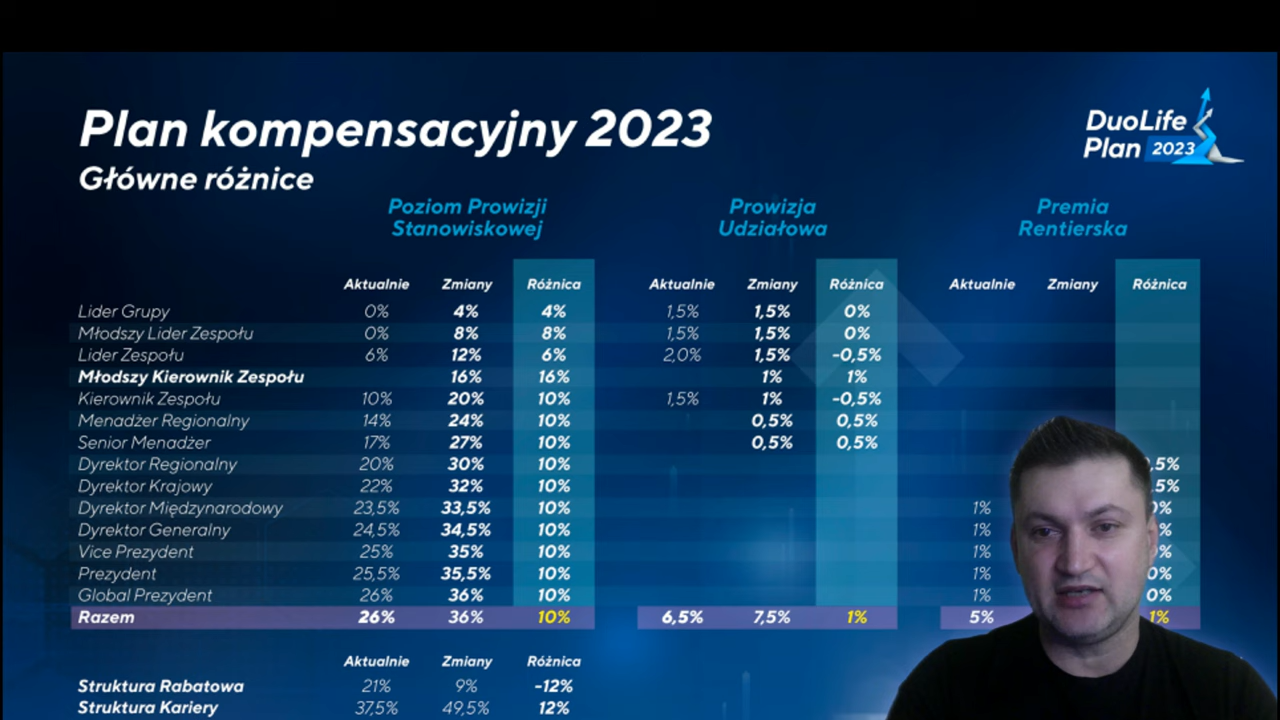 Plan kompensacyjny 2023
Główne różnice
DuoLife
Plan 2023
Poziom Prowizji
Stanowiskowej
Prowizja
Udziałowa
Premia
Rentierska
Aktualnie Zmiany Różnica Aktualnie Zmiany Różnica Aktualnie Zmiany Różnica
Lider Grupy 0% 4% 4% 1,5% 1,5% 0%
Młodszy Lider Zespołu 0% 8% 8% 1,5% 1,5% 0%
Lider Zespołu 6% 12% 6% 2,0% 1,5% -0,5%
Młodszy Kierownik Zespołu 16% 16% 1% 1%
Kierownik Zespołu 10% 20% 10% 1,5% 1% -0,5%
Menadżer Regionalny 14% 24% 10% 0,5% 0,5%
Senior Menadżer 17% 27% 10% 0,5% 0,5%
Dyrektor Regionalny 20% 30% 10% ,5%
Dyrektor Krajowy 22% 32% 10% ,5%
Dyrektor Międzynarodowy 23,5% 33,5% 10% 1% 0%
Dyrektor Generalny 24,5% 34,5% 10% 1% %
Vice Prezydent 25% 35% 10% 1% 0%
Prezydent 25,5% 35,5% 10% 1% 0%
Global Prezydent 26% 36% 10% 1% 0%
Razem 26% 36% 10% 6,5% 7,5% 1% 5% 1%
Aktualnie Zmiany Różnica
Struktura Rabatowa 21% 9% -12%
Struktura Kariery 37,5% 49,5% 12%